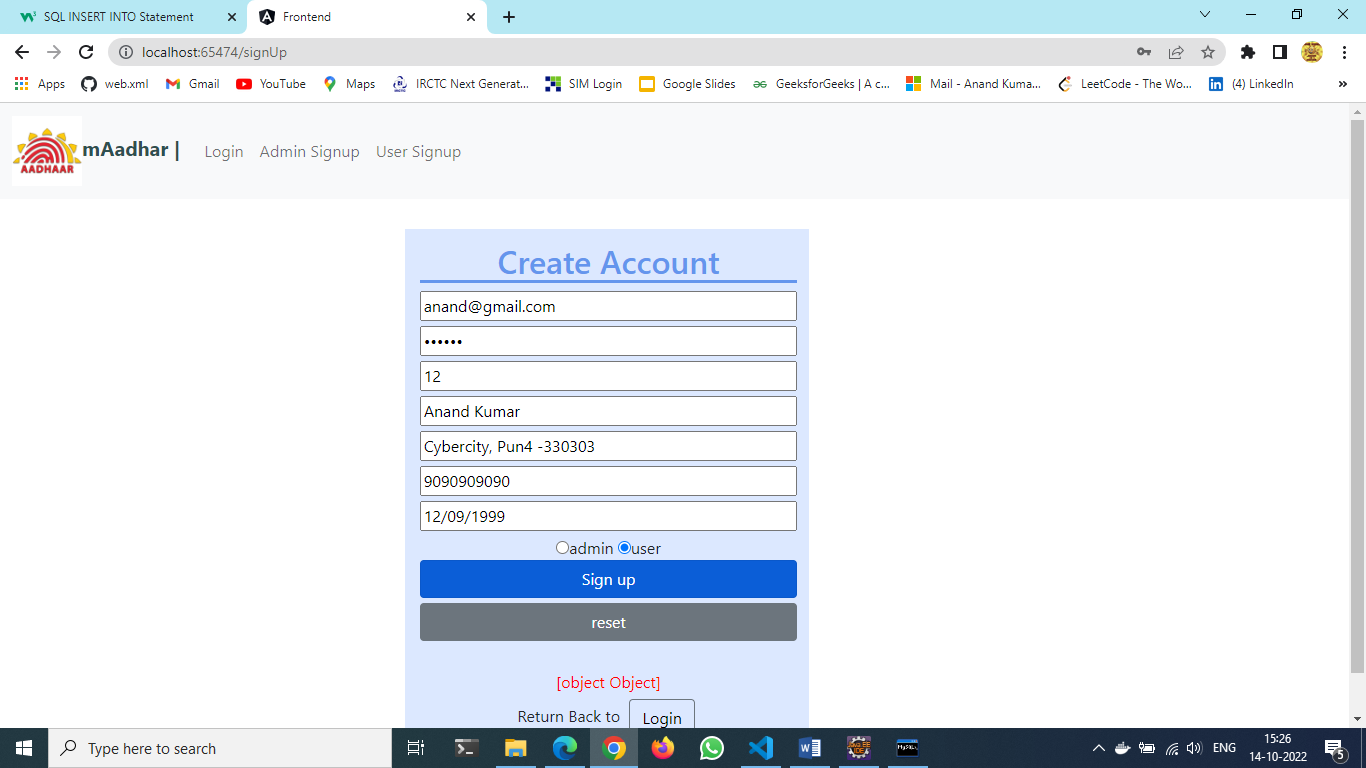 SQL INSERT INTO Statement
Frontend
localhost:65474/signUp
Apps
web.xml
Gmail
YouTube
Maps
IRCTC Next Generat...
SIM Login
Google Slides
GeeksforGeeks | A c...
Mail - Anand Kuma...
LeetCode - The Wo...
(4) LinkedIn
»
AADHAAR
mAadhar |
Login
Admin Signup
User Signup
Create Account
anand@gmail.com
••••••
12
Anand Kumar
Cybercity, Pun4 -330303
9090909090
12/09/1999
admin user
Sign up
reset
[object Object]
Return Back to Login
Type here to search
MySQL
ENG
15:26
14-10-2022
5